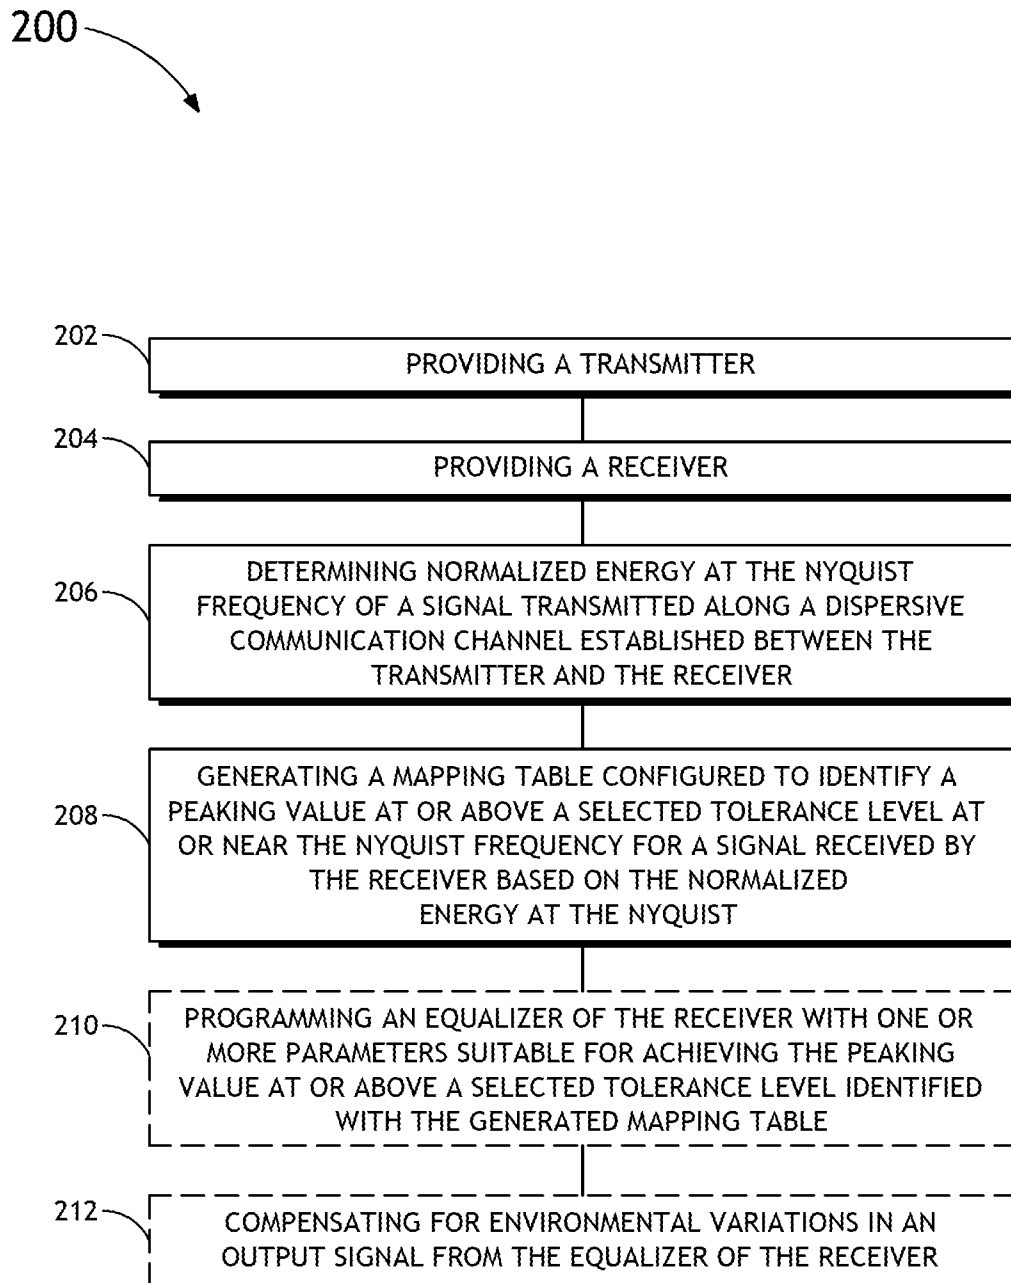 200
202
PROVIDING A TRANSMITTER
204
PROVIDING A RECEIVER
206
DETERMINING NORMALIZED ENERGY AT THE NYQUIST
FREQUENCY OF A SIGNAL TRANSMITTED ALONG A DISPERSIVE
COMMUNICATION CHANNEL ESTABLISHED BETWEEN THE
TRANSMITTER AND THE RECEIVER
208
GENERATING A MAPPING TABLE CONFIGURED TO IDENTIFY A
PEAKING VALUE AT OR ABOVE A SELECTED TOLERANCE LEVEL AT
OR NEAR THE NYQUIST FREQUENCY FOR A SIGNAL RECEIVED BY
THE RECEIVER BASED ON THE NORMALIZED
ENERGY AT THE NYQUIST
210
PROGRAMMING AN EQUALIZER OF THE RECEIVER WITH ONE OR
MORE PARAMETERS SUITABLE FOR ACHIEVING THE PEAKING
VALUE AT OR ABOVE A SELECTED TOLERANCE LEVEL IDENTIFIED
WITH THE GENERATED MAPPING TABLE
212
COMPENSATING FOR ENVIRONMENTAL VARIATIONS IN AN
OUTPUT SIGNAL FROM THE EQUALIZER OF THE RECEIVER